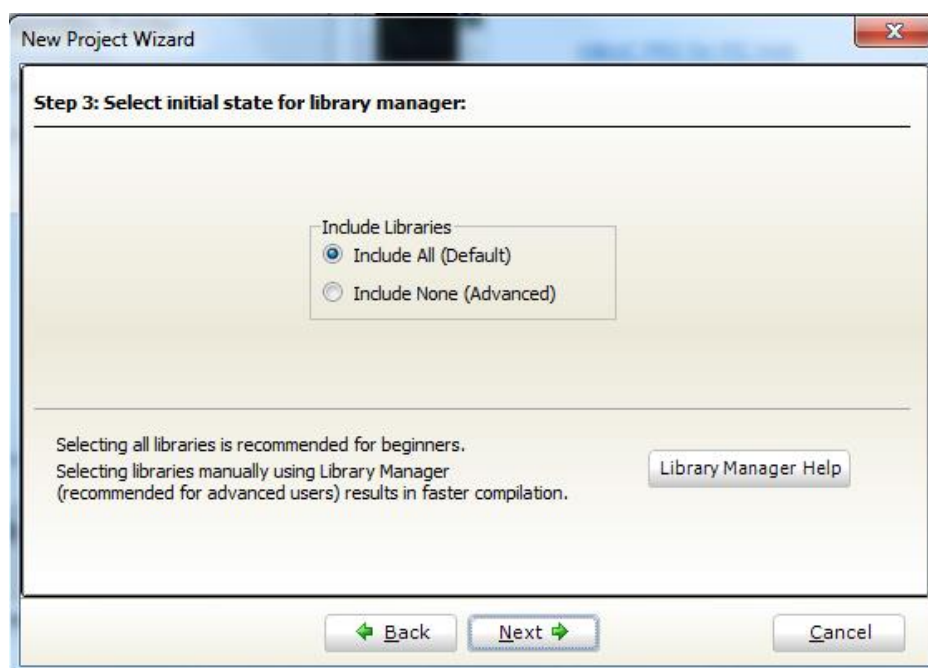 New Project Wizard
Step 3: Select initial state for library manager:
Include Libraries
Include All (Default)
Include None (Advanced)
Selecting all libraries is recommended for beginners.
Selecting libraries manually using Library Manager
(recommended for advanced users) results in faster compilation.
Library Manager Help
Back
Next
Cancel